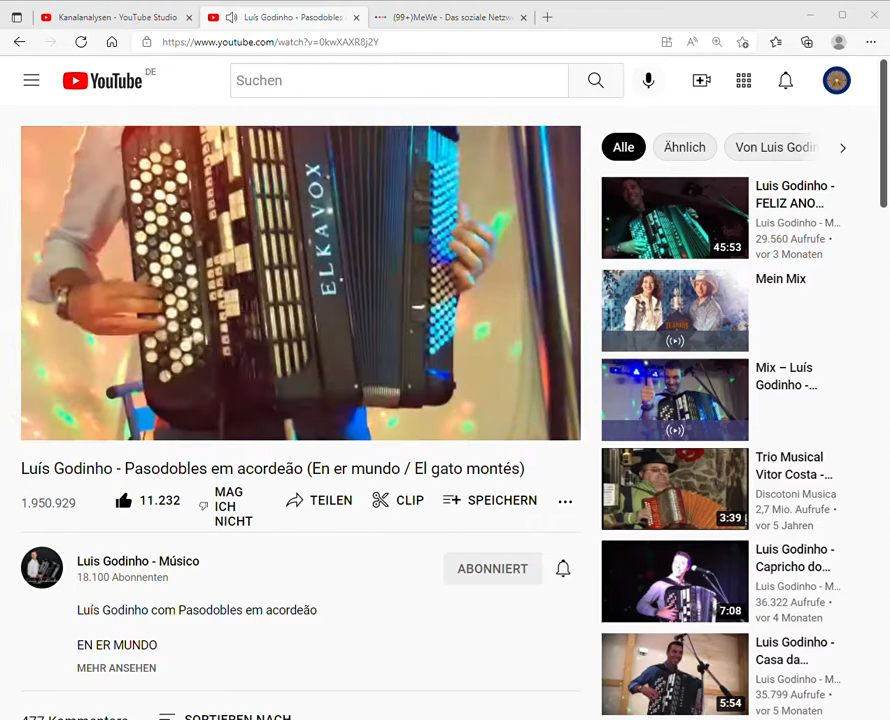 Kanalanalysen - YouTube Studio
Luís Godinho - Pasodobles
(99+)MeWe - Das soziale Netzw
https://www.youtube.com/watch?v=0kwXAXR8j2Y
YouTube DE
Suchen
ELKAVOX
Luís Godinho - Pasodobles em acordeão (En er mundo / El gato montés)
1.950.929
11.232
MAG
ICH
NICHT
TEILEN
CLIP
SPEICHERN
Luis Godinho - Músico
18.100 Abonnenten
ABONNIERT
Luís Godinho com Pasodobles em acordeão
EN ER MUNDO
MEHR ANSEHEN
477 Kommentare
SORTIEREN NACH
Alle
Ähnlich
Von Luis Godin
45:53
Luis Godinho -
FELIZ ANO...
Luis Godinho - M...
29.560 Aufrufe •
vor 3 Monaten
Mein Mix
Mix – Luís
Godinho -...
3:39
Trio Musical
Vitor Costa -...
Discotoni Musica
2,7 Mio. Aufrufe •
vor 5 Jahren
7:08
Luis Godinho -
Capricho do...
Luis Godinho - M...
36.322 Aufrufe •
vor 4 Monaten
5:54
Luis Godinho -
Casa da...
Luis Godinho - M...
35.799 Aufrufe •
vor 5 Monaten